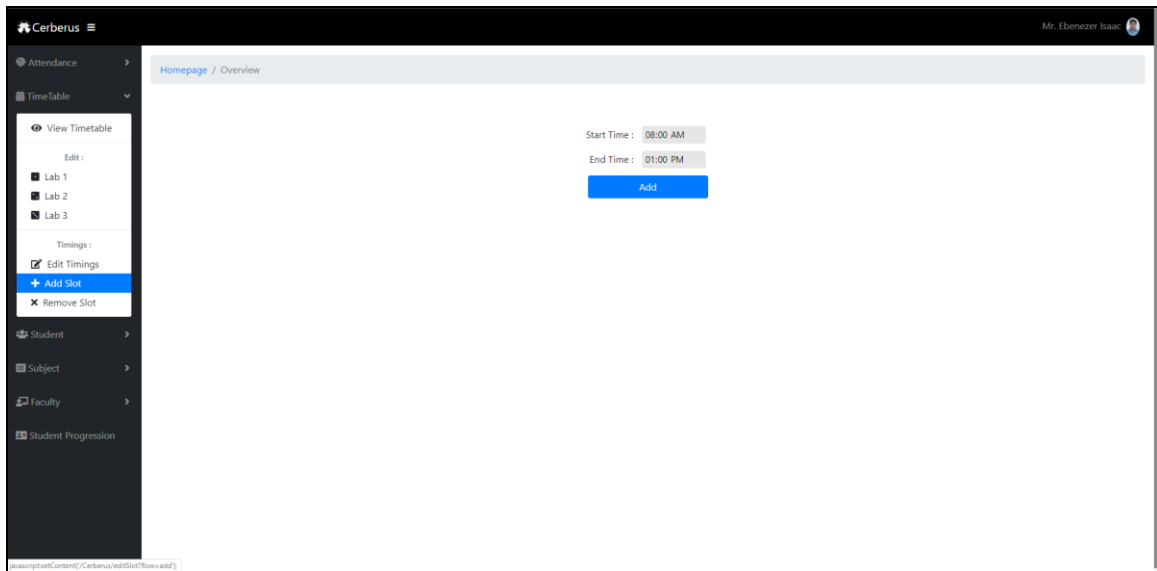 Cerberus
Mr. Ebenezer Isaac
Attendance
TimeTable
View Timetable
Edit :
Lab 1
Lab 2
Lab 3
Timings :
Edit Timings
Add Slot
Remove Slot
Student
Subject
Faculty
Student Progression
Homepage / Overview
Start Time : 08:00 AM
End Time : 01:00 PM
Add
javascript:setContent('/Cerberus/editSlot?flow=add');